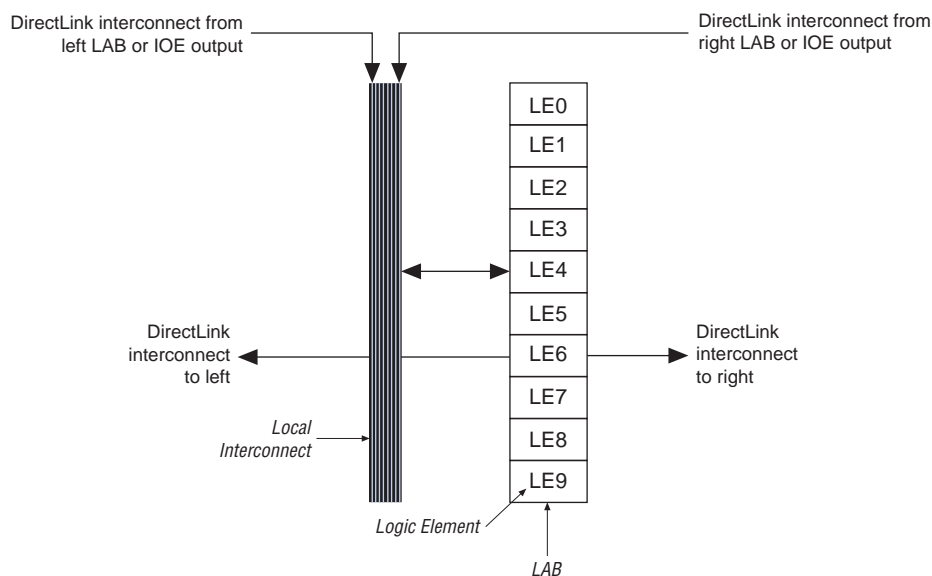 DirectLink interconnect from
left LAB or IOE output
DirectLink interconnect from
right LAB or IOE output
LE0
LE1
LE2
LE3
LE4
LE5
LE6
LE7
LE8
LE9
DirectLink
interconnect
to left
DirectLink
interconnect
to right
Local
Interconnect
Logic Element
LAB